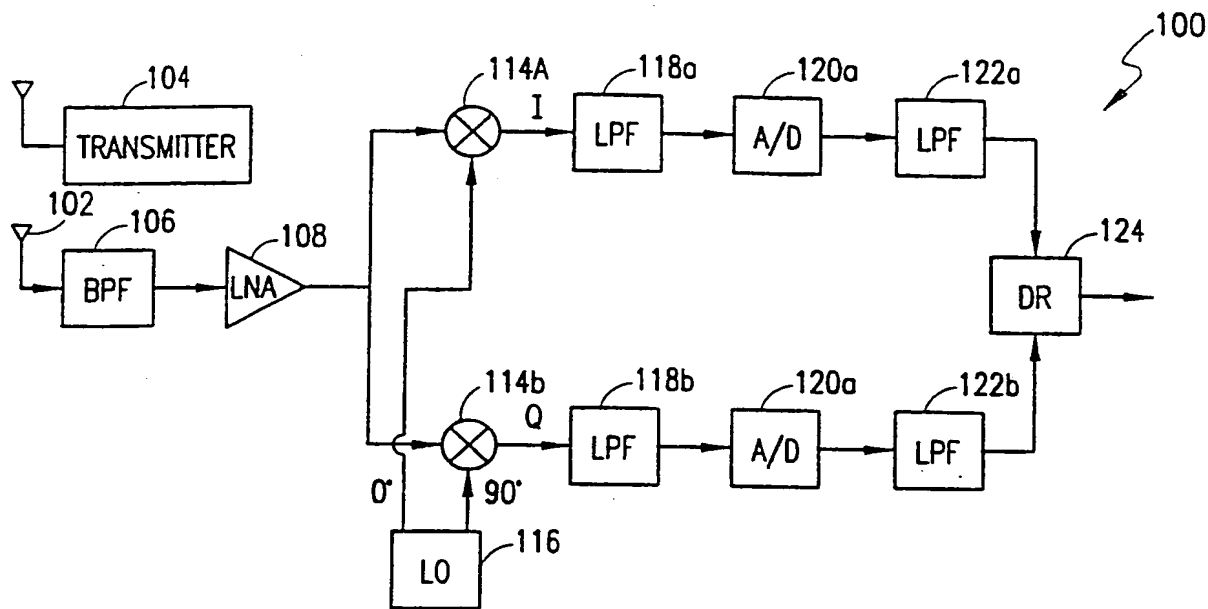 100
104
TRANSMITTER
102
106
BPF
108
LNA
114A
I
118a
LPF
120a
A/D
122a
LPF
124
DR
114b
Q
118b
LPF
120a
A/D
122b
LPF
0°
90°
LO
116